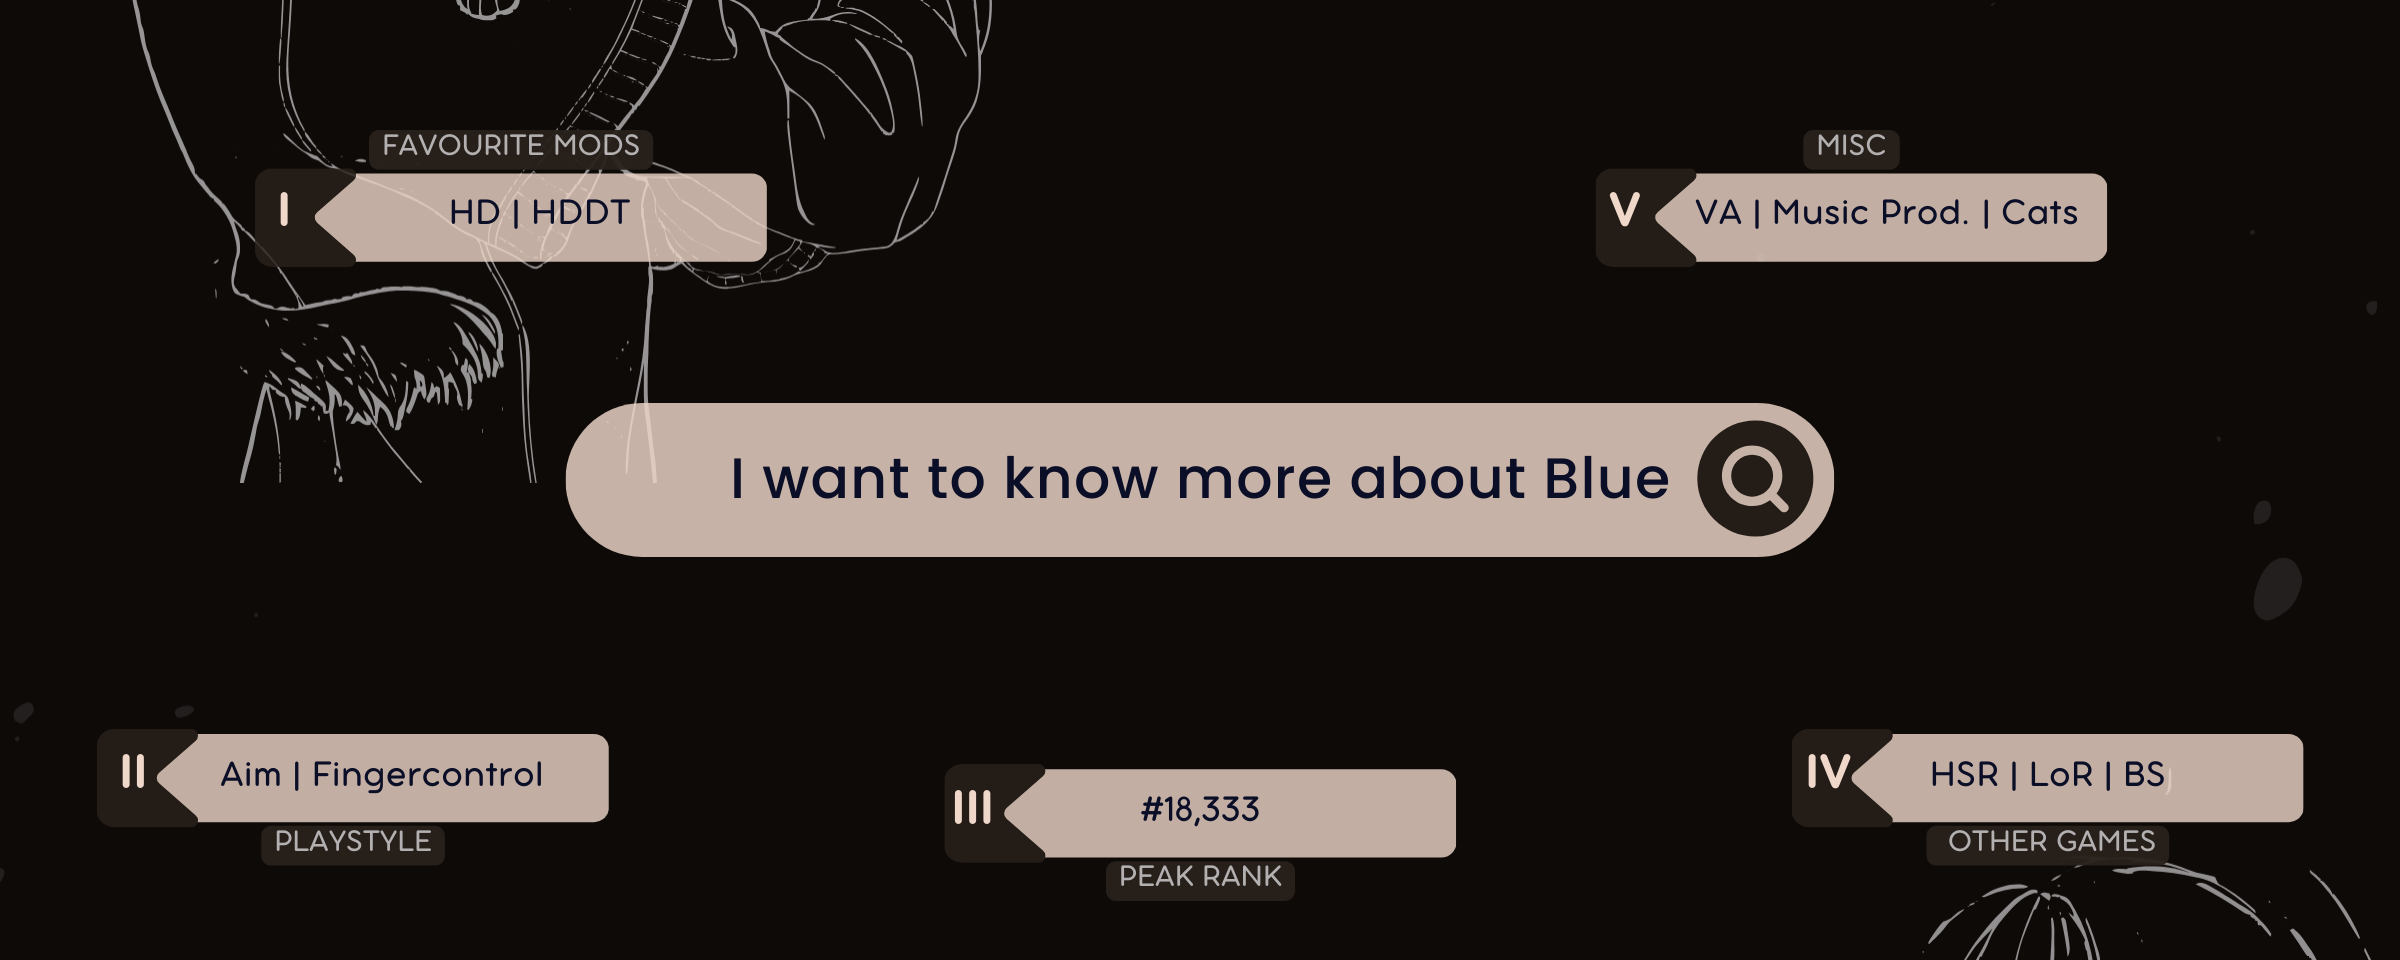 FAVOURITE MODS
I
HD | HDDT
MISC
V
VA | Music Prod. | Cats
I want to know more about Blue
II
Aim | Fingercontrol
PLAYSTYLE
III
#18,333
PEAK RANK
IV
HSR | LoR | BS
OTHER GAMES